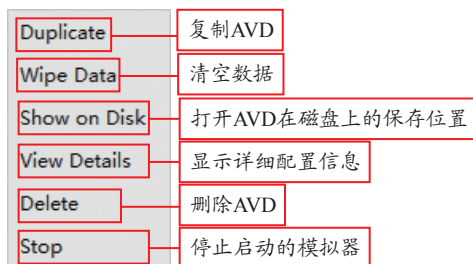 Duplicate 复制AVD
Wipe Data 清空数据
Show on Disk 打开AVD在磁盘上的保存位置
View Details 显示详细配置信息
Delete 删除AVD
Stop 停止启动的模拟器